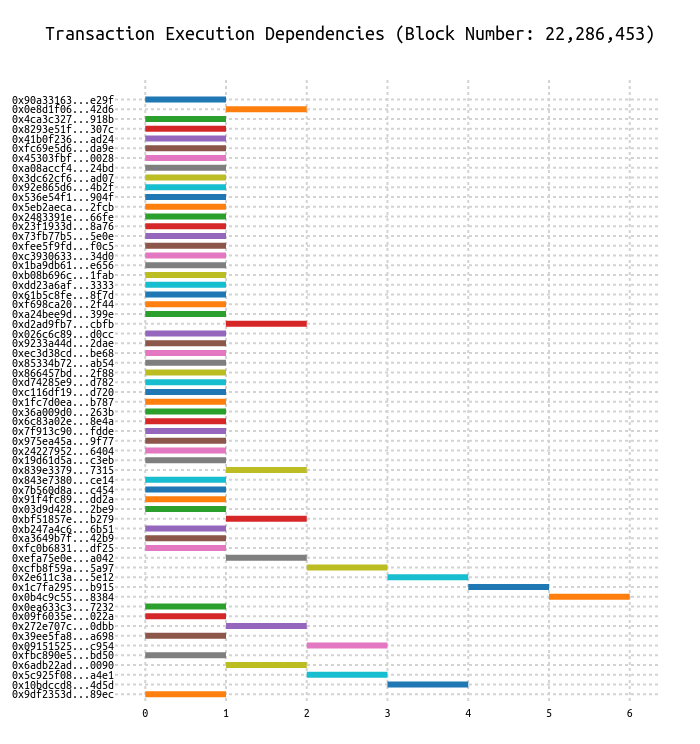 Transaction Execution Dependencies (Block Number: 22,286,453)
0x90a33163...e29f
0x0e8d1f06...42d6
0x4ca3c327...918b
0x8293e51f...307c
0x41b0f236...ad24
0xfc69e5d6...da9e
0x45303fbf...0028
0xa08accf4...24bd
0x3dc62cf6...ad07
0x92e865d6...4b2f
0x536e54f1...904f
0x5eb2aeca...2fcb
0x2483391e...66fe
0x23f1933d...8a76
0x73fb77b5...5e0e
0xfee5f9fd...f0c5
0xc3930633...34d0
0x1ba9db61...e656
0xb08b696c...1fab
0xdd23a6af...3333
0x61b5c8fe...8f7d
0xf698ca20...2f44
0xa24bee9d...399e
0xd2ad9fb7...cbfb
0x026c6c89...d0cc
0x9233a44d...2dae
0xec3d38cd...be68
0x85334b72...ab54
0x866457bd...2f88
0xd74285e9...d782
0xc116df19...d720
0x1fc7d0ea...b787
0x36a009d0...263b
0x6c83a02e...8e4a
0x7f913c90...fdde
0x975ea45a...9f77
0x24227952...6404
0x19d61d5a...c3eb
0x839e3379...7315
0x843e7380...ce14
0x7b560d8a...c454
0x91f4fc89...dd2a
0x03d9d428...2be9
0xbf51857e...b279
0xb247a4c6...6b51
0xa3649b7f...42b9
0xfc0b6831...df25
0xefa75e0e...a042
0xcfb8f59a...5a97
0x2e611c3a...5e12
0x1c7fa295...b915
0x0b4c9c55...8384
0x0ea633c3...7232
0x09f6035e...022a
0x272e707c...0dbb
0x39ee5fa8...a698
0x09151525...c954
0xfbc890e5...bd50
0x6adb22ad...0090
0x5c925f08...a4e1
0x10bdccd8...4d5d
0x9df2353d...89ec
0 1 2 3 4 5 6